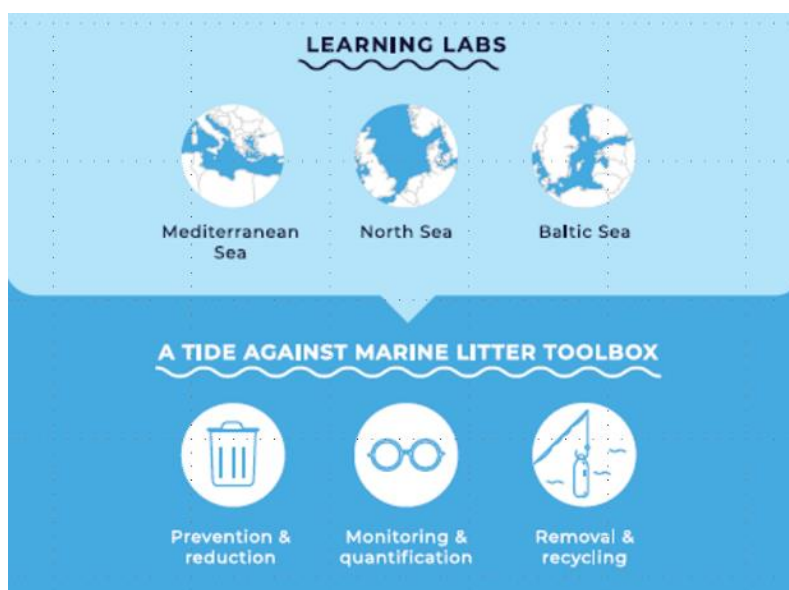 LEARNING LABS
Mediterranean
Sea
North Sea
Baltic Sea
A TIDE AGAINST MARINE LITTER TOOLBOX
Prevention &
reduction
Monitoring &
quantification
Removal &
recycling